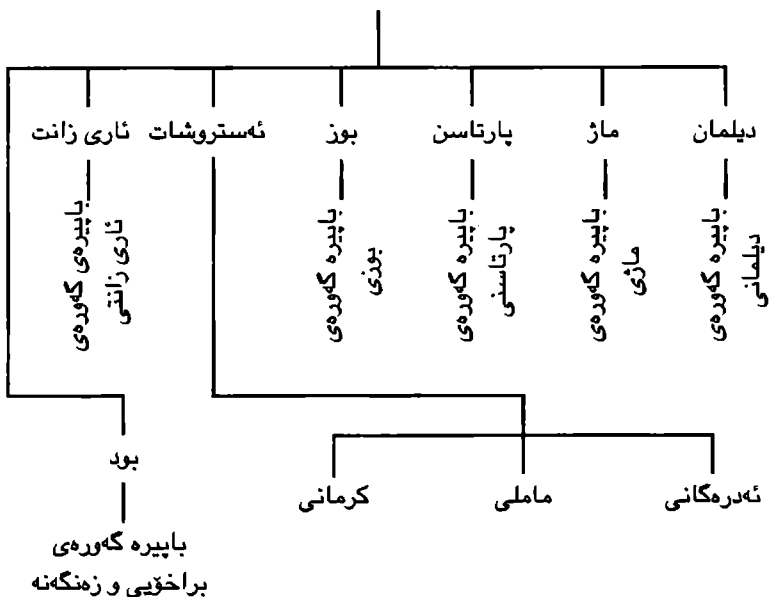 دیلمان
ماژ
پارتاسن
بوز
ئەستروشات
ئاری زانت
باپیرە گەورەی
دیلمانی
باپیرە گەورەی
ماژی
باپیرە گەورەی
پارتاسنی
باپیرە گەورەی
بوزی
باپیرەی گەورەی
ئاری زانتی
ئەدرەگانی
ماملی
کرمانی
بود
باپیرە گەورەی
براخۆیی و زەنگەنە